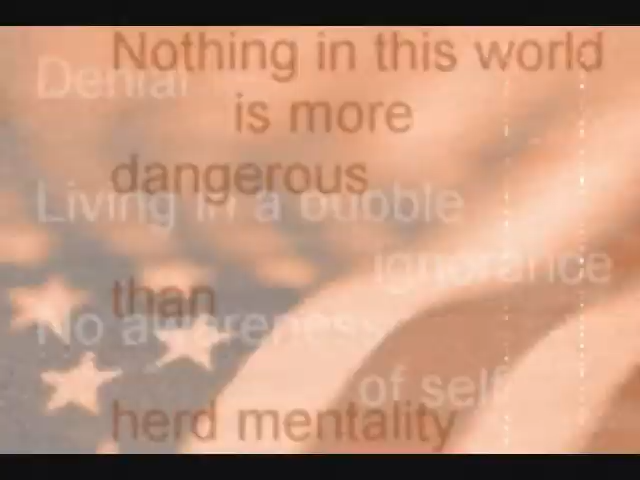 Nothing in this world
Denial
is more
dangerous
Living in a bubble
ignorance
than
No awareness
of self
herd mentality